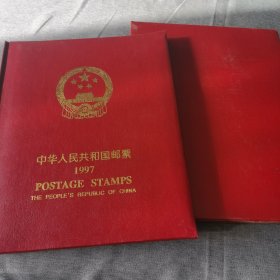 中华人民共和国邮票
1997
POSTAGE STAMPS
THE PEOPLE'S REPUBLIC OF CHINA